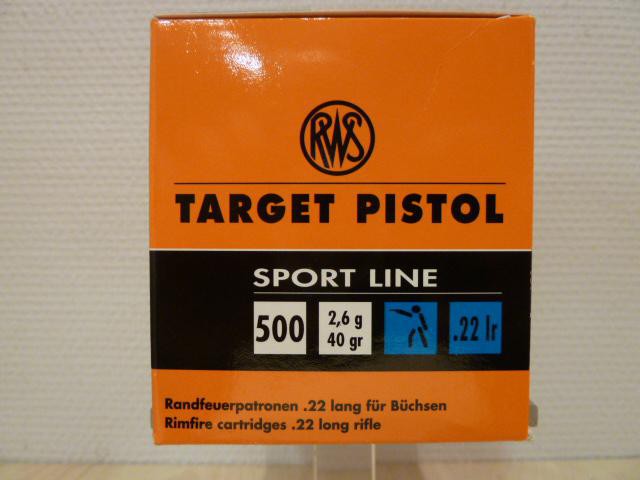 RWS
TARGET PISTOL
SPORT LINE
500
2,6 g
40 gr
.22 lr
Randfeuerpatronen .22 lang für Büchsen
Rimfire cartridges .22 long rifle